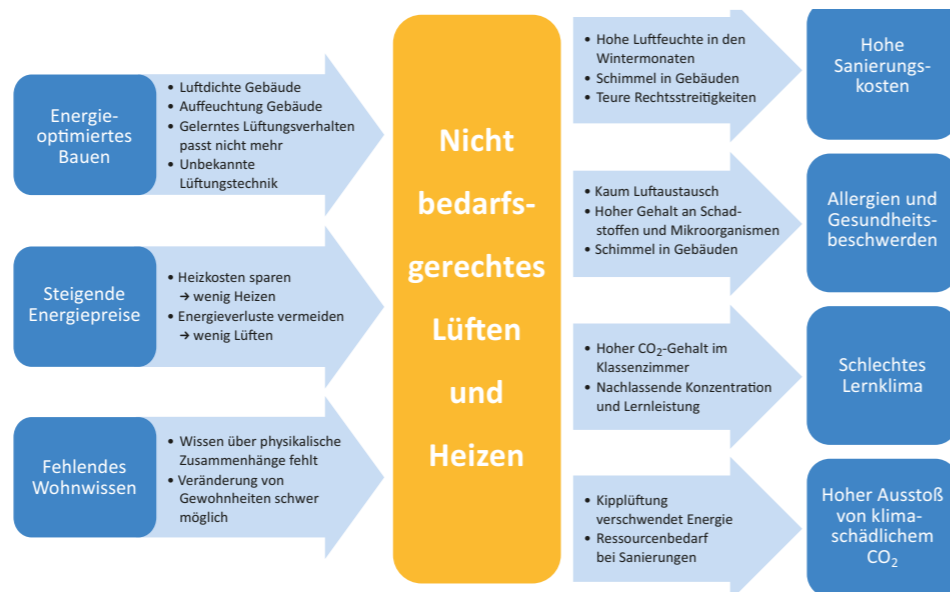 Energie-
optimiertes
Bauen
• Luftdichte Gebäude
• Auffeuchtung Gebäude
• Gelerntes Lüftungsverhalten
passt nicht mehr
• Unbekannte
Lüftungstechnik
Steigende
Energiepreise
• Heizkosten sparen
→ wenig Heizen
• Energieverluste vermeiden
→ wenig Lüften
Fehlendes
Wohnwissen
• Wissen über physikalische
Zusammenhänge fehlt
• Veränderung von
Gewohnheiten schwer
möglich
Nicht
bedarfs-
gerechtes
Lüften
und
Heizen
• Hohe Luftfeuchte in den
Wintermonaten
• Schimmel in Gebäuden
• Teure Rechtsstreitigkeiten
Hohe
Sanierungs-
kosten
• Kaum Luftaustausch
• Hoher Gehalt an Schad-
stoffen und Mikroorganismen
• Schimmel in Gebäuden
Allergien und
Gesundheits-
beschwerden
• Hoher CO₂-Gehalt im
Klassenzimmer
• Nachlassende Konzentration
und Lernleistung
Schlechtes
Lernklima
• Kipplüftung
verschwendet Energie
• Ressourcenbedarf
bei Sanierungen
Hoher Ausstoß
von klima-
schädlichem
CO₂